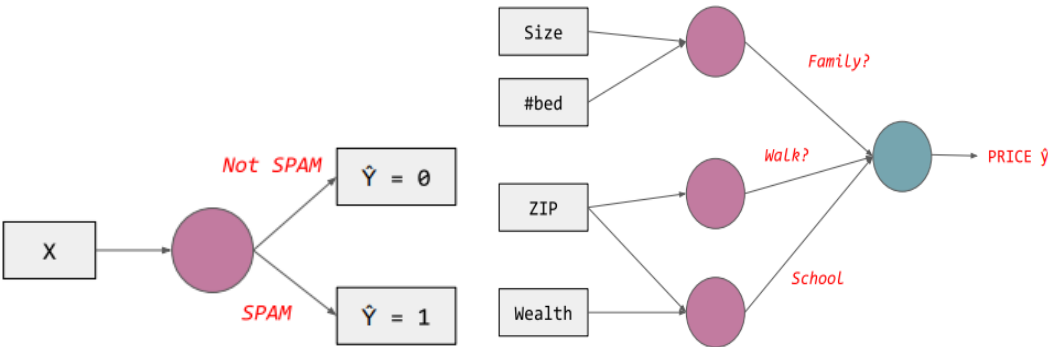 X
Not SPAM
SPAM
Ŷ = 0
Ŷ = 1
Size
#bed
ZIP
Wealth
Family?
Walk?
School
PRICE ŷ